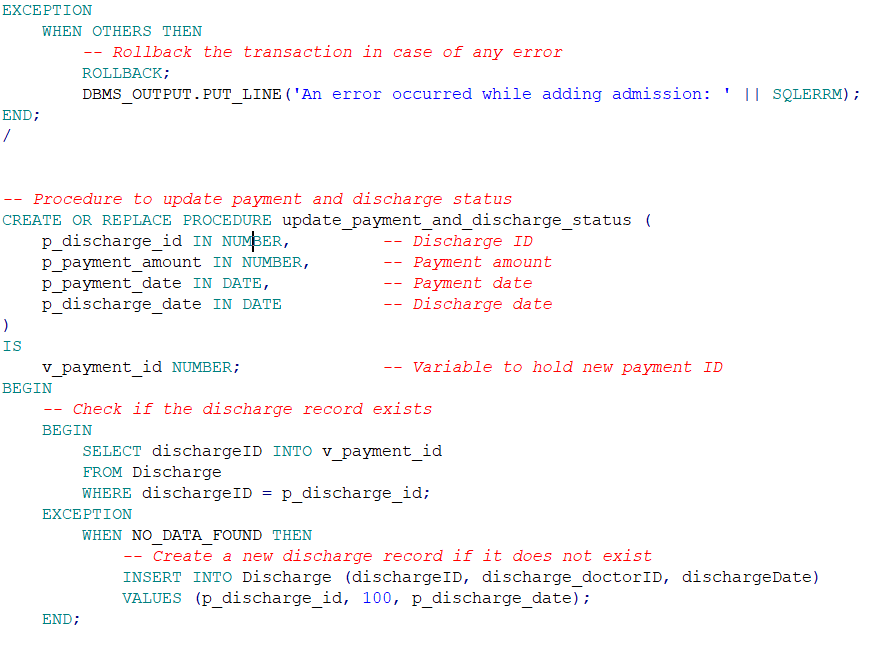 EXCEPTION
    WHEN OTHERS THEN
        -- Rollback the transaction in case of any error
        ROLLBACK;
        DBMS_OUTPUT.PUT_LINE('An error occurred while adding admission: ' || SQLERRM);
END;
/
-- Procedure to update payment and discharge status
CREATE OR REPLACE PROCEDURE update_payment_and_discharge_status (
    p_discharge_id IN NUMBER,         -- Discharge ID
    p_payment_amount IN NUMBER,       -- Payment amount
    p_payment_date IN DATE,           -- Payment date
    p_discharge_date IN DATE          -- Discharge date
)
IS
    v_payment_id NUMBER;              -- Variable to hold new payment ID
BEGIN
    -- Check if the discharge record exists
    BEGIN
        SELECT dischargeID INTO v_payment_id
        FROM Discharge
        WHERE dischargeID = p_discharge_id;
    EXCEPTION
        WHEN NO_DATA_FOUND THEN
            -- Create a new discharge record if it does not exist
            INSERT INTO Discharge (dischargeID, discharge_doctorID, dischargeDate)
            VALUES (p_discharge_id, 100, p_discharge_date);
    END;